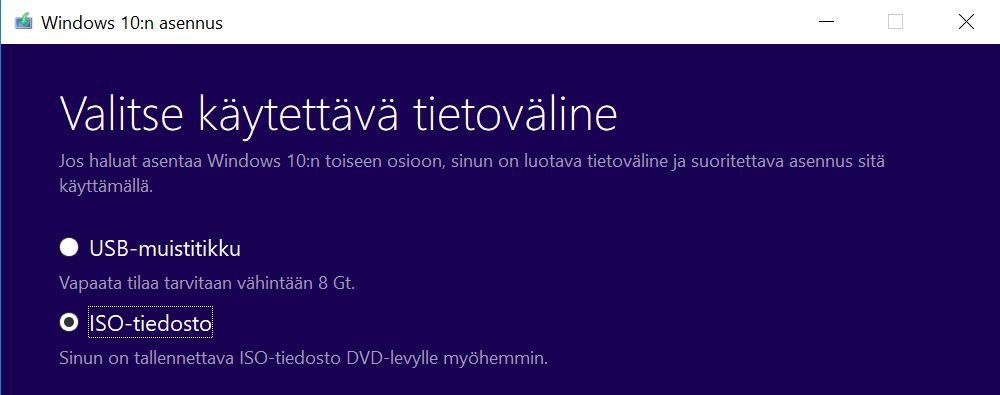 Windows 10:n asennus
Valitse käytettävä tietoväline
Jos haluat asentaa Windows 10:n toiseen osioon, sinun on luotava tietoväline ja suoritettava asennus sitä
käyttämällä.
USB-muistitikku
Vapaata tilaa tarvitaan vähintään 8 Gt.
ISO-tiedosto
Sinun on tallennettava ISO-tiedosto DVD-levylle myöhemmin.